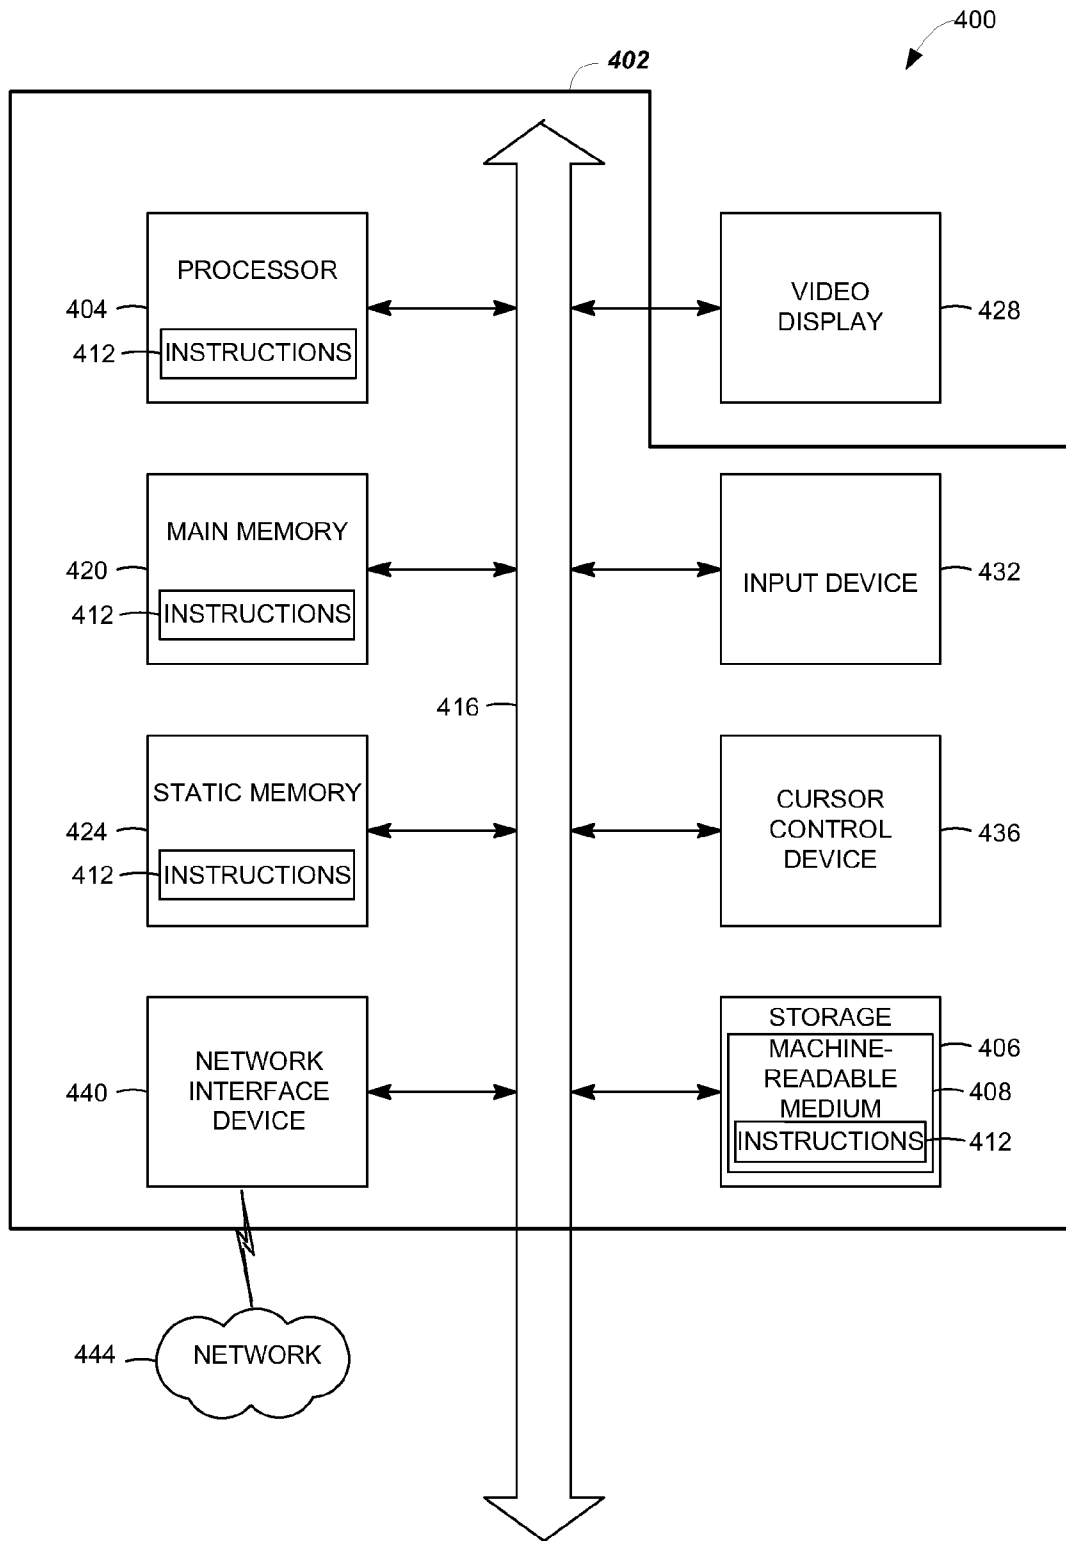 400
402
PROCESSOR
404
412
INSTRUCTIONS
VIDEO
DISPLAY
428
MAIN MEMORY
420
412
INSTRUCTIONS
INPUT DEVICE
432
416
STATIC MEMORY
424
412
INSTRUCTIONS
CURSOR
CONTROL
DEVICE
436
NETWORK
INTERFACE
DEVICE
440
STORAGE
MACHINE-
READABLE
MEDIUM
INSTRUCTIONS
406
408
412
444
NETWORK